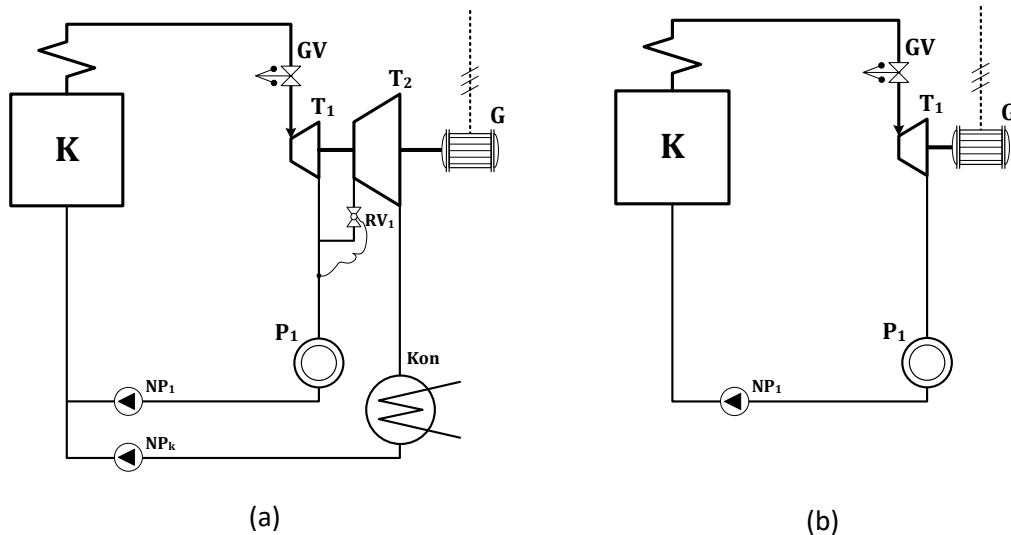 GV
T₂
T₁
G
K
RV₁
P₁
Kon
NP₁
NPₖ
(a)
GV
T₁
G
K
P₁
NP₁
(b)